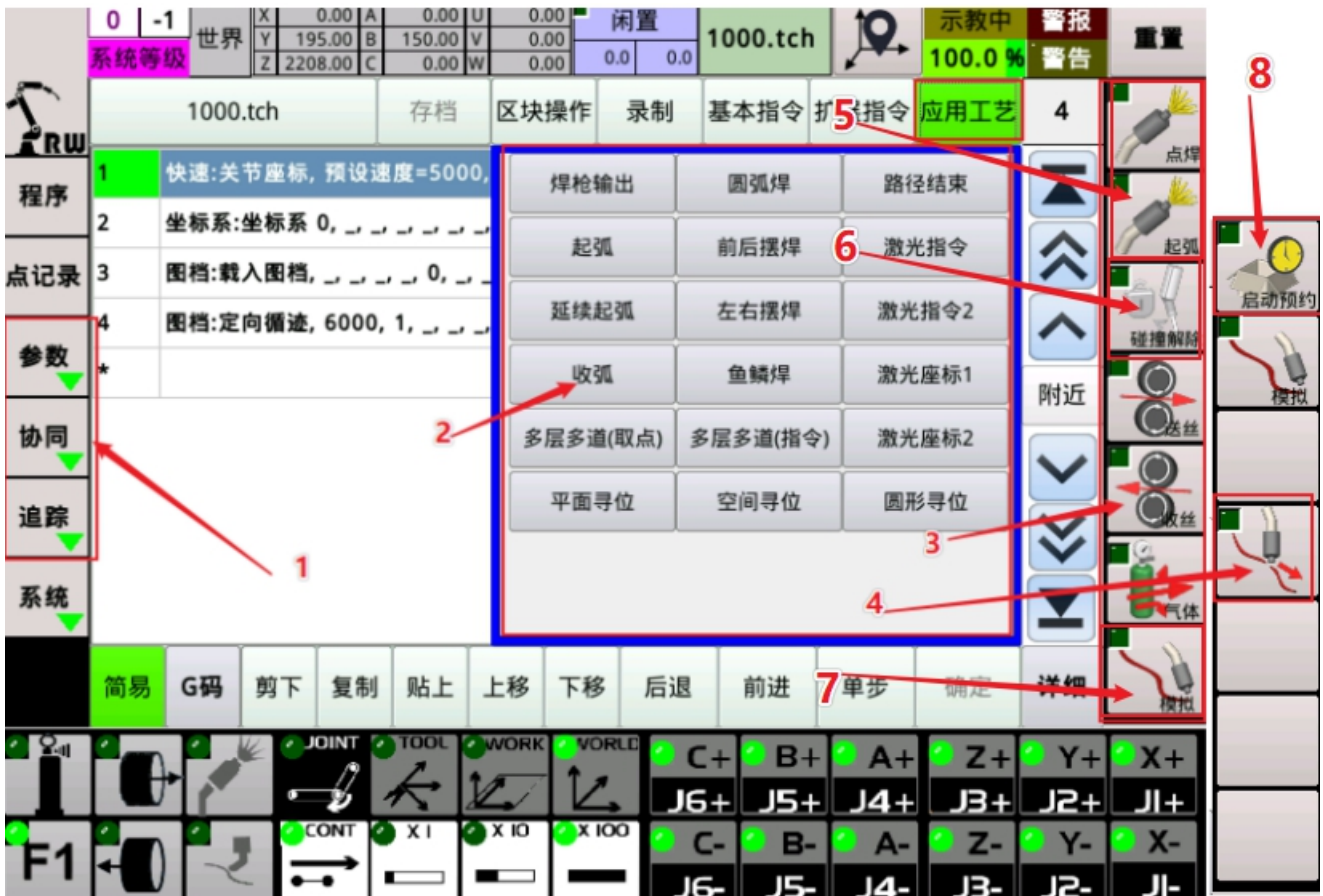 0 -1
系统等级
世界
X 0.00 A 0.00 U 0.00
Y 195.00 B 150.00 V 0.00
Z 2208.00 C 0.00 W 0.00
闲置
0.0 0.0
1000.tch
示教中
100.0 %
警报
警告
重置
8
RW
1000.tch 存档 区块操作 录制 基本指令 指令 应用工艺 4
5
点焊
程序
1 快速:关节座标, 预设速度=5000,
焊枪输出 圆弧焊 路径结束
2 坐标系:坐标系 0, _, _, _, _, _, _,
起弧 前后摆焊 激光指令
6
起弧
点记录
3 图档:载入图档, _, _, _, _, 0, _, _
延续起弧 左右摆焊 激光指令2
碰撞解除
启动预约
4 图档:定向循迹, 6000, 1, _, _, _,
参数
*
收弧 鱼鳞焊 激光座标1
附近
模拟
2
送丝
协同
多层多道(取点) 多层多道(指令) 激光座标2
追踪
平面寻位 空间寻位 圆形寻位
收丝
3
1
系统
4
气体
简易 G码 剪下 复制 贴上 上移 下移 后退 前进 单步 确定 详细
7
模拟
JOINT TOOL WORK WORLD
C+ B+ A+ Z+ Y+ X+
J6+ J5+ J4+ J3+ J2+ J1+
F1
CONT X 1 X 10 X 100
C- B- A- Z- Y- X-
J6- J5- J4- J3- J2- J1-